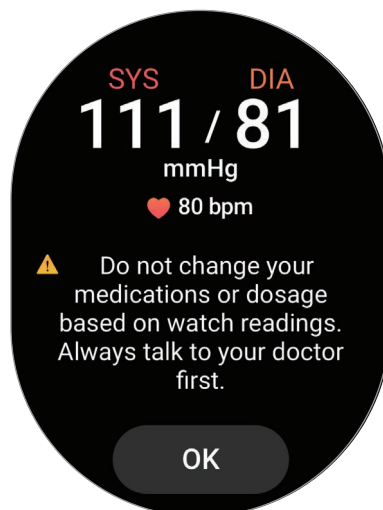 SYS DIA
111 / 81
mmHg
80 bpm
Do not change your
medications or dosage
based on watch readings.
Always talk to your doctor
first.
OK